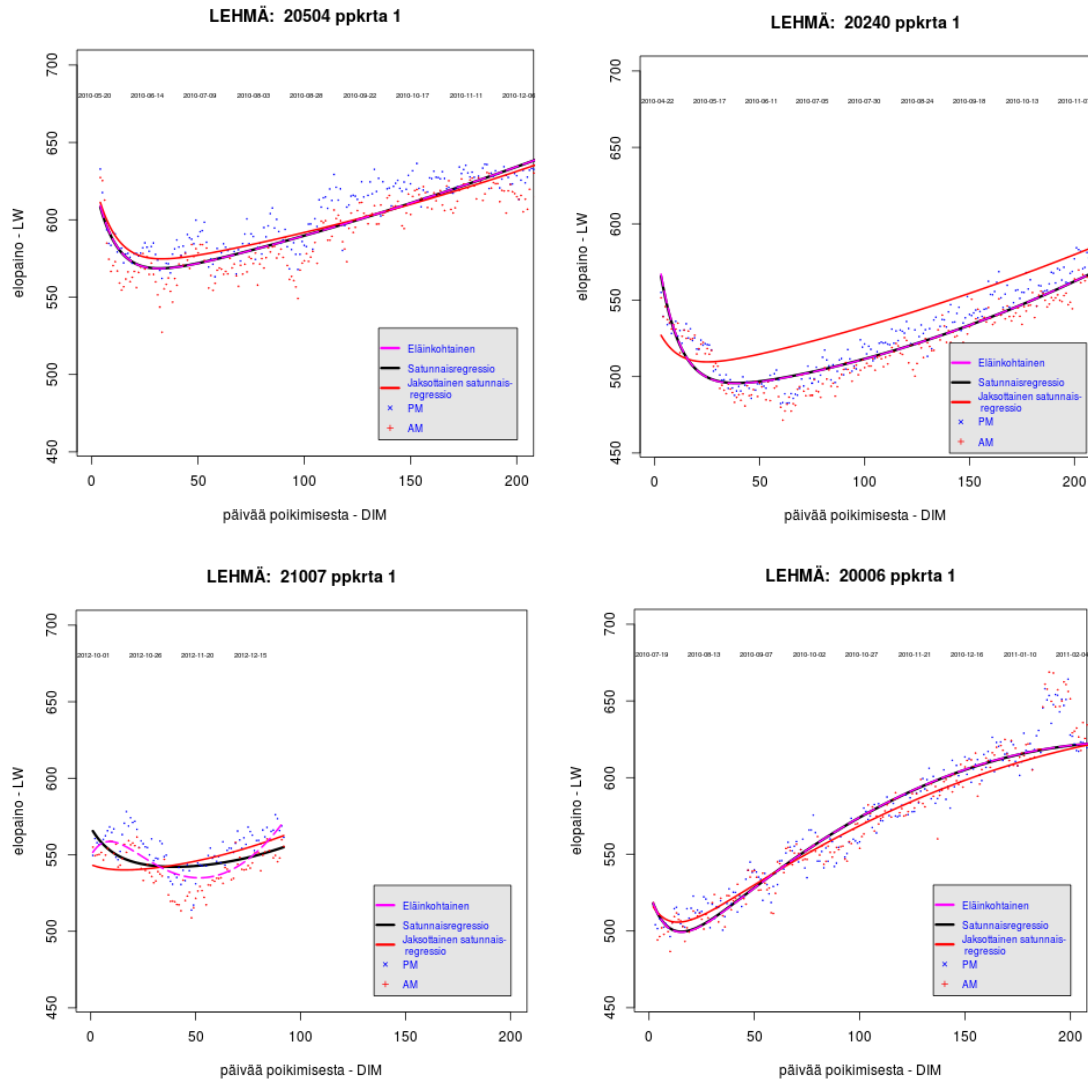 LEHMÄ: 20504 ppkrta 1
700
650
600
550
500
450
elopaino - LW
2010-05-20 2010-06-14 2010-07-09 2010-08-03 2010-08-28 2010-09-22 2010-10-17 2010-11-11 2010-12-06
Eläinkohtainen
Satunnaisregressio
Jaksottainen satunnais-
regressio
PM
AM
0 50 100 150 200
päivää poikimisesta - DIM
LEHMÄ: 20240 ppkrta 1
700
650
600
550
500
450
elopaino - LW
2010-04-22 2010-05-17 2010-06-11 2010-07-05 2010-07-30 2010-08-24 2010-09-18 2010-10-13 2010-11-07
Eläinkohtainen
Satunnaisregressio
Jaksottainen satunnais-
regressio
PM
AM
0 50 100 150 200
päivää poikimisesta - DIM
LEHMÄ: 21007 ppkrta 1
700
650
600
550
500
450
elopaino - LW
2012-10-01 2012-10-26 2012-11-20 2012-12-15
Eläinkohtainen
Satunnaisregressio
Jaksottainen satunnais-
regressio
PM
AM
0 50 100 150 200
päivää poikimisesta - DIM
LEHMÄ: 20006 ppkrta 1
700
650
600
550
500
450
elopaino - LW
2010-07-19 2010-08-13 2010-09-07 2010-10-02 2010-10-27 2010-11-21 2010-12-16 2011-01-10 2011-02-04
Eläinkohtainen
Satunnaisregressio
Jaksottainen satunnais-
regressio
PM
AM
0 50 100 150 200
päivää poikimisesta - DIM